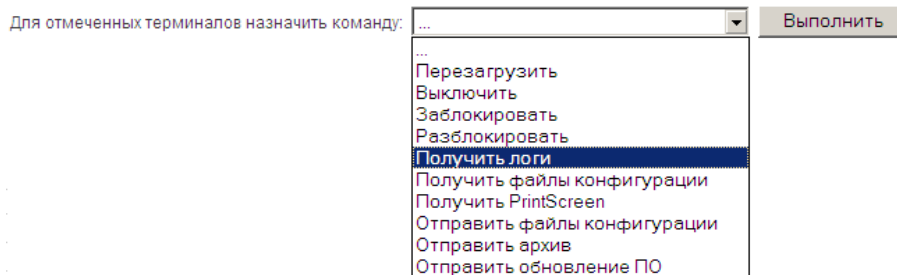 Для отмеченных терминалов назначить команду: ... Выполнить
...
Перезагрузить
Выключить
Заблокировать
Разблокировать
Получить логи
Получить файлы конфигурации
Получить PrintScreen
Отправить файлы конфигурации
Отправить архив
Отправить обновление ПО